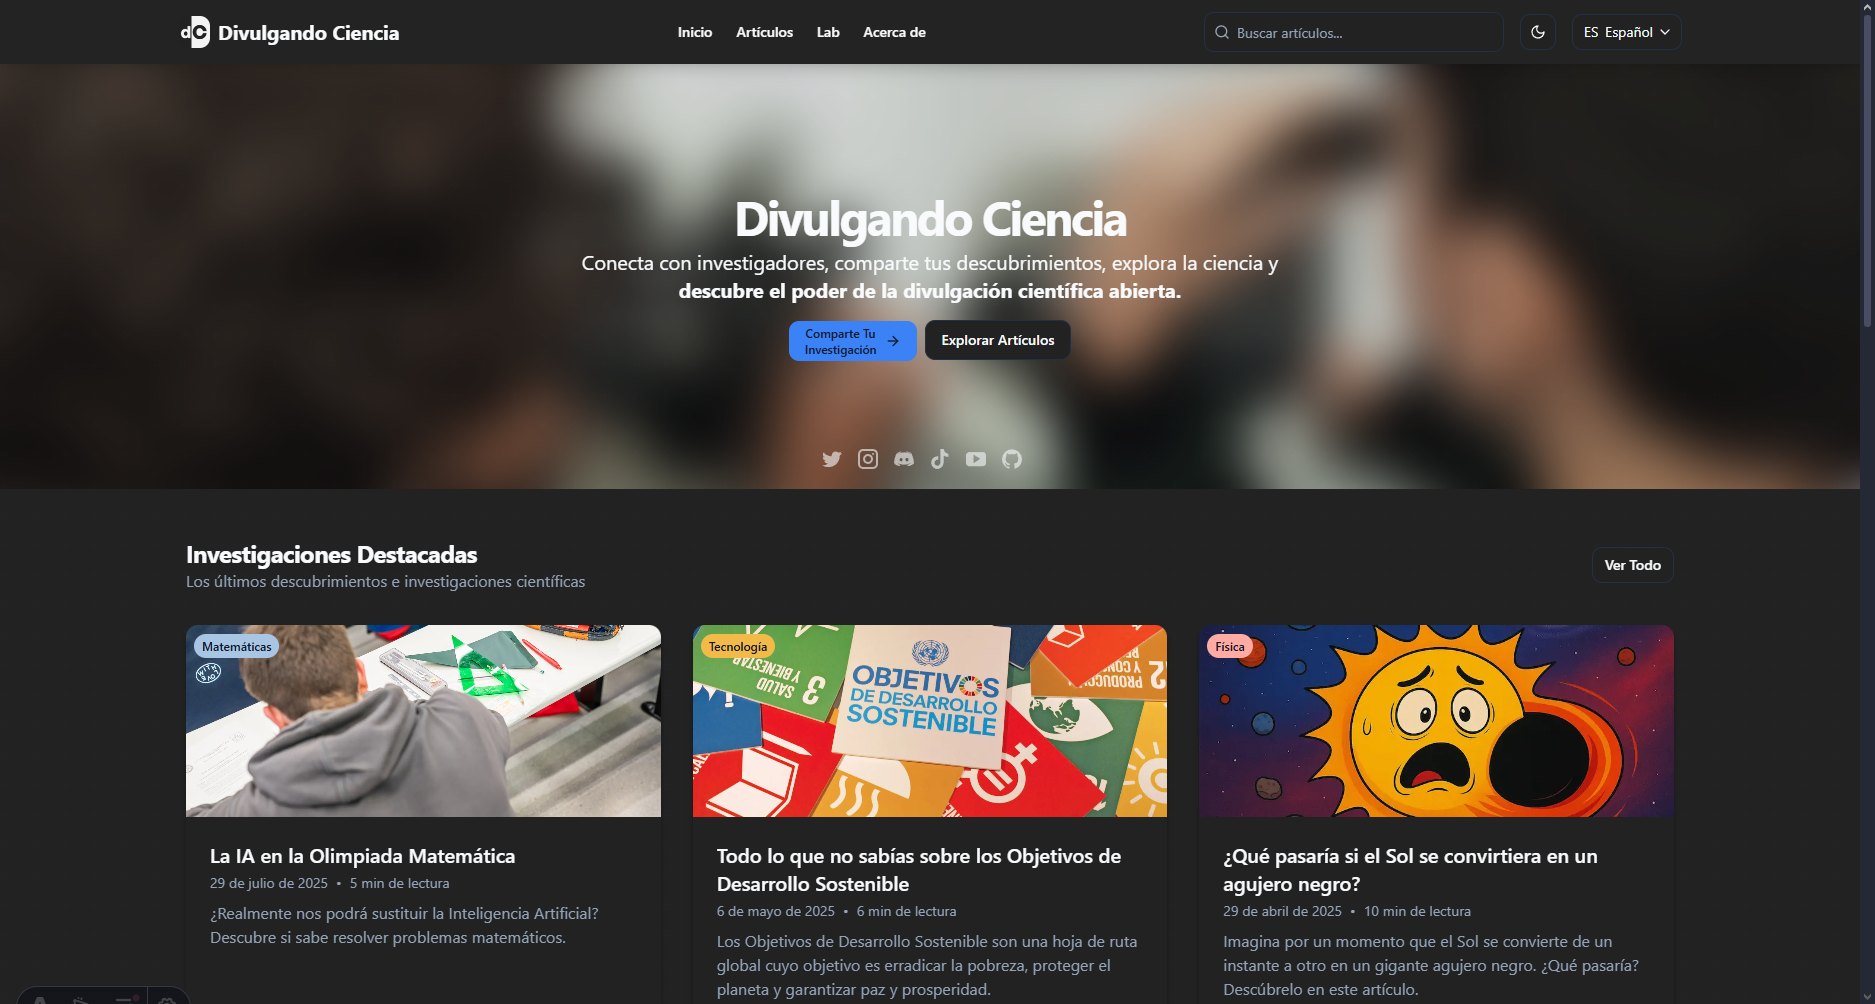 dC Divulgando Ciencia
Inicio Artículos Lab Acerca de
Buscar artículos...
ES Español
Divulgando Ciencia
Conecta con investigadores, comparte tus descubrimientos, explora la ciencia y
descubre el poder de la divulgación científica abierta.
Comparte Tu
Investigación
Explorar Artículos
Investigaciones Destacadas
Los últimos descubrimientos e investigaciones científicas
Ver Todo
Matemáticas
La IA en la Olimpiada Matemática
29 de julio de 2025 • 5 min de lectura
¿Realmente nos podrá sustituir la Inteligencia Artificial?
Descubre si sabe resolver problemas matemáticos.
Tecnología
SALUD
Y BIENESTAR
3
OBJETIVOS
DE DESARROLLO
SOSTENIBLE
Todo lo que no sabías sobre los Objetivos de
Desarrollo Sostenible
6 de mayo de 2025 • 6 min de lectura
Los Objetivos de Desarrollo Sostenible son una hoja de ruta
global cuyo objetivo es erradicar la pobreza, proteger el
planeta y garantizar paz y prosperidad.
Física
¿Qué pasaría si el Sol se convirtiera en un
agujero negro?
29 de abril de 2025 • 10 min de lectura
Imagina por un momento que el Sol se convierte de un
instante a otro en un gigante agujero negro. ¿Qué pasaría?
Descúbrelo en este artículo.